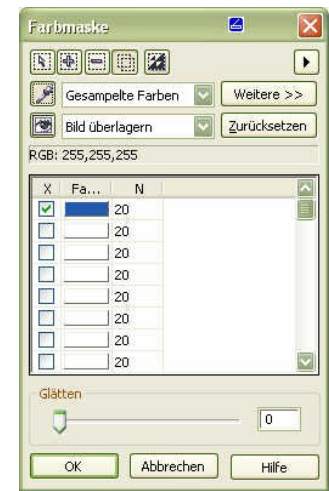 Farbmaske
Gesampelte Farben
Weitere >>
Bild überlagern
Zurücksetzen
RGB: 255,255,255
X Fa... N
20
20
20
20
20
20
20
20
Glätten
0
OK Abbrechen Hilfe